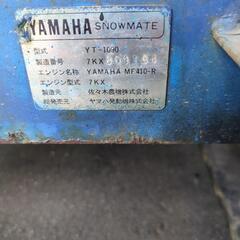 YAMAHA SNOWMATE
型式 YT-1090
製造番号 7KX
エンジン名称 YAMAHA MF410-R
エンジン型式 7KX
製造元 佐々木農機株式会社
総発売元 ヤマハ発動機株式会社